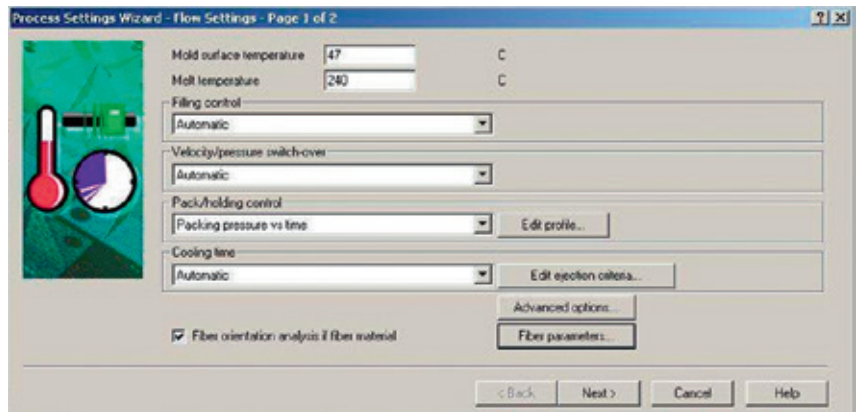 Process Settings Wizard - Flow Settings - Page 1 of 2
Mold surface temperature 47 C
Melt temperature 240 C
Filling control
Automatic
Velocity/pressure switch-over
Automatic
Pack/holding control
Packing pressure vs time Edit profile...
Cooling time
Automatic Edit ejection criteria...
Advanced options...
Fiber orientation analysis if fiber material Fiber parameters...
< Back Next > Cancel Help